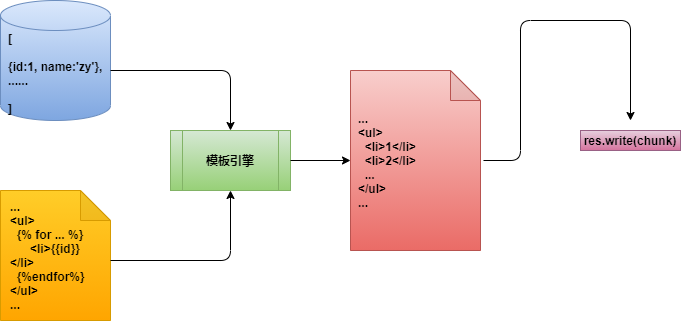 [
{id:1, name:'zy'},
......
]
模板引擎
...
<ul>
{% for ... %}
<li>{{id}}
</li>
{%endfor%}
</ul>
...
...
<ul>
<li>1</li>
<li>2</li>
...
</ul>
...
res.write(chunk)